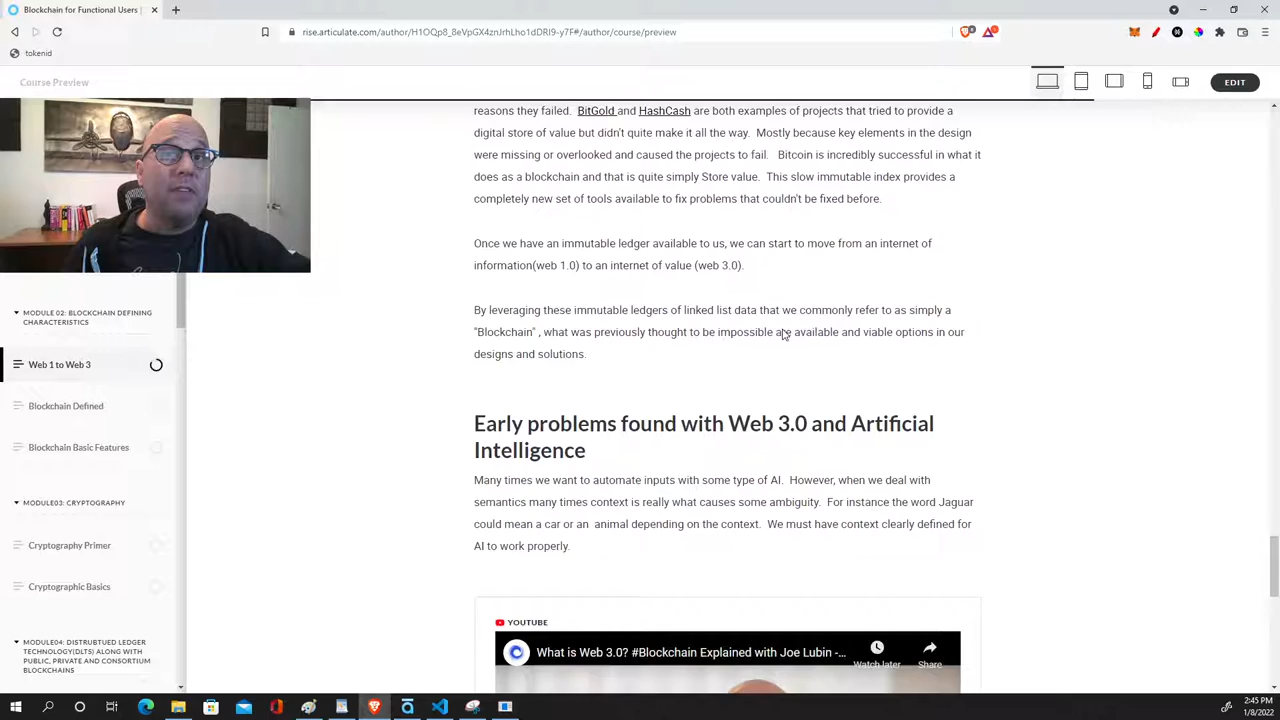 Blockchain for Functional Users |
rise.articulate.com/author/H1OQp8_8eVpGX4znJrhLho1dDRI9-y7F#/author/course/preview
tokenid
Course Preview
EDIT
reasons they failed.  BitGold and HashCash are both examples of projects that tried to provide a
digital store of value but didn't quite make it all the way.  Mostly because key elements in the design
were missing or overlooked and caused the projects to fail.   Bitcoin is incredibly successful in what it
does as a blockchain and that is quite simply Store value.  This slow immutable index provides a
completely new set of tools available to fix problems that couldn't be fixed before.
Once we have an immutable ledger available to us, we can start to move from an internet of
information(web 1.0) to an internet of value (web 3.0).
By leveraging these immutable ledgers of linked list data that we commonly refer to as simply a
"Blockchain" , what was previously thought to be impossible are available and viable options in our
designs and solutions.
Early problems found with Web 3.0 and Artificial
Intelligence
Many times we want to automate inputs with some type of AI.  However, when we deal with
semantics many times context is really what causes some ambiguity.  For instance the word Jaguar
could mean a car or an  animal depending on the context.  We must have context clearly defined for
AI to work properly.
YOUTUBE
What is Web 3.0? #Blockchain Explained with Joe Lubin -...
Watch later
Share
MODULE 02: BLOCKCHAIN DEFINING
CHARACTERISTICS
Web 1 to Web 3
Blockchain Defined
Blockchain Basic Features
MODULE03: CRYPTOGRAPHY
Cryptography Primer
Cryptographic Basics
MODULE04: DISTRUBTUED LEDGER
TECHNOLOGY(DLTS) ALONG WITH
PUBLIC, PRIVATE AND CONSORTIUM
BLOCKCHAINS
2:45 PM
1/8/2022